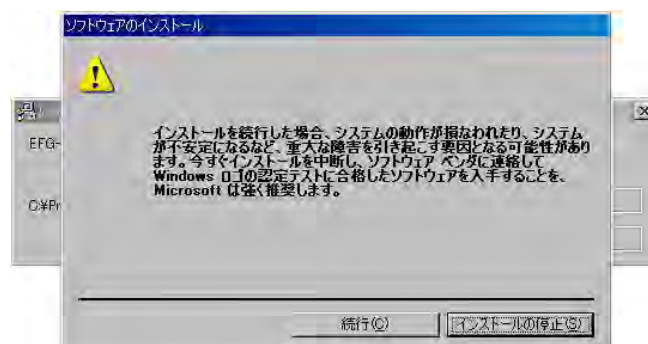 ソフトウェアのインストール
EFG-
C:¥Pr
インストールを続行した場合、システムの動作が損なわれたり、システム
が不安定になるなど、重大な障害を引き起こす要因となる可能性があり
ます。今すぐインストールを中断し、ソフトウェア ベンダに連絡して
Windows ロゴの認定テストに合格したソフトウェアを入手することを、
Microsoft は強く推奨します。
続行(C)
インストールの停止(S)